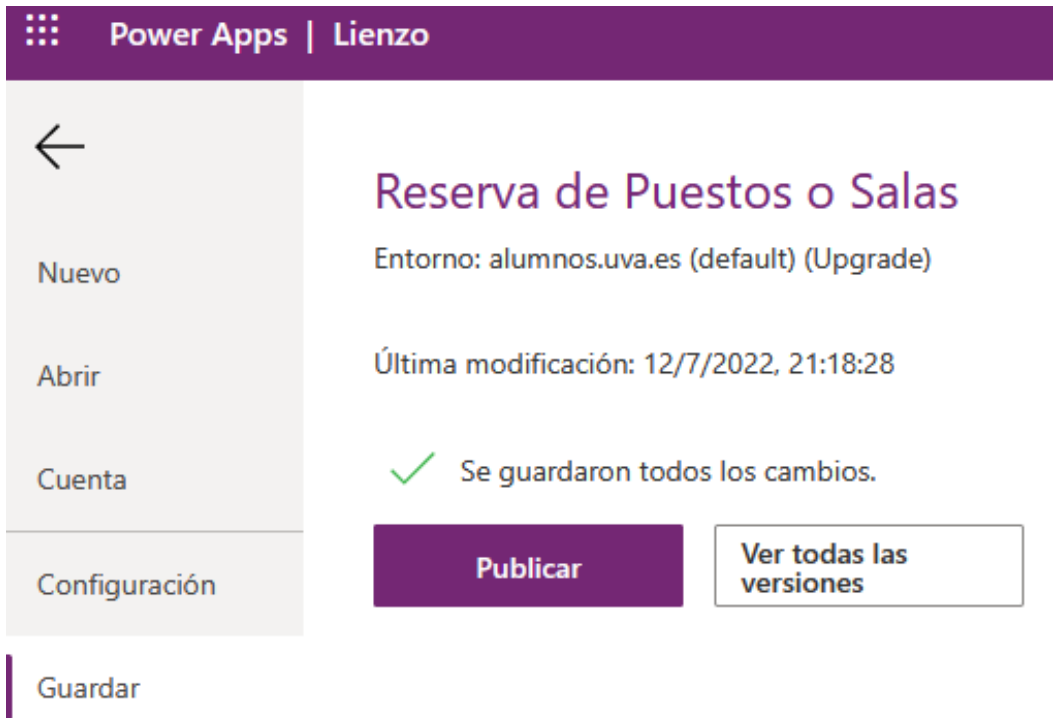 Power Apps | Lienzo
Reserva de Puestos o Salas
Entorno: alumnos.uva.es (default) (Upgrade)
Nuevo
Última modificación: 12/7/2022, 21:18:28
Abrir
Se guardaron todos los cambios.
Cuenta
Publicar
Ver todas las
versiones
Configuración
Guardar